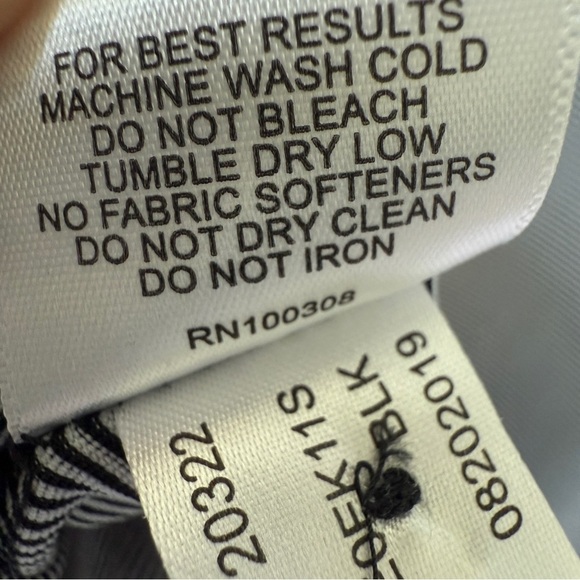 FOR BEST RESULTS
MACHINE WASH COLD
DO NOT BLEACH
TUMBLE DRY LOW
NO FABRIC SOFTENERS
DO NOT DRY CLEAN
DO NOT IRON
RN100308
20322
BLK
08202019